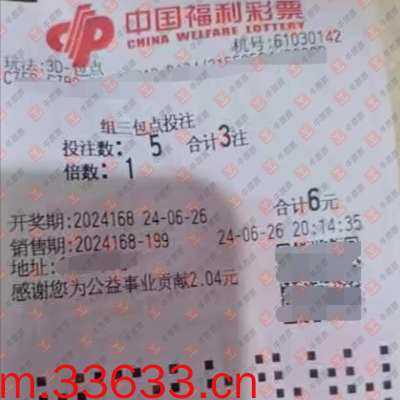 中国福利彩票
CHINA WELFARE LOTTERY
机号:61030142
玩法:3D-包点
组三包点投注
投注数: 5 合计3注
倍数: 1
合计6元
开奖期:2024168 24-06-26
销售期:2024168-199 24-06-26 20:14:35
地址:
感谢您为公益事业贡献2.04元
m.33633.cn